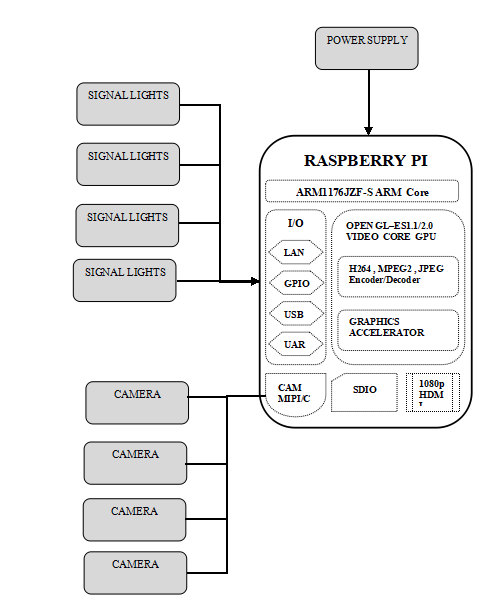 POWER SUPPLY
SIGNAL LIGHTS
SIGNAL LIGHTS
SIGNAL LIGHTS
SIGNAL LIGHTS
RASPBERRY PI
ARM1176JZF-S ARM Core
I/O
LAN
GPIO
USB
UAR
OPEN GL–ES1.1/2.0
VIDEO CORE GPU
H264 , MPEG2 , JPEG
Encoder/Decoder
GRAPHICS
ACCELERATOR
CAM
MIPI/C
SDIO
1080p
HDM
CAMERA
CAMERA
CAMERA
CAMERA